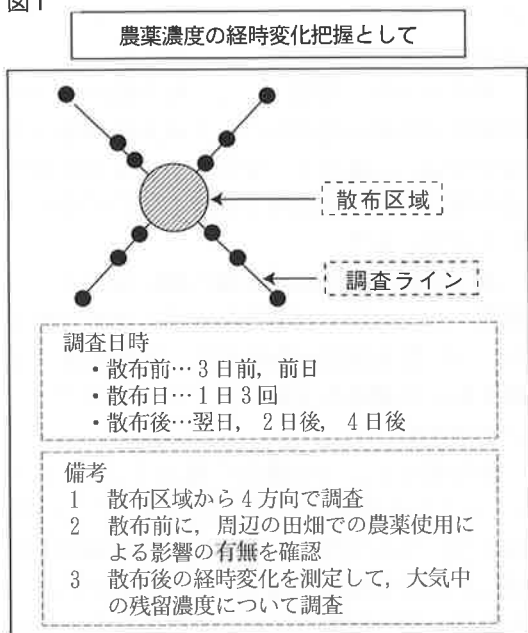 図1
農薬濃度の経時変化把握として
散布区域
調査ライン
調査日時
・散布前…3日前，前日
・散布日…1日3回
・散布後…翌日，2日後，4日後
備考
1 散布区域から4方向で調査
2 散布前に，周辺の田畑での農薬使用に
よる影響の有無を確認
3 散布後の経時変化を測定して，大気中
の残留濃度について調査